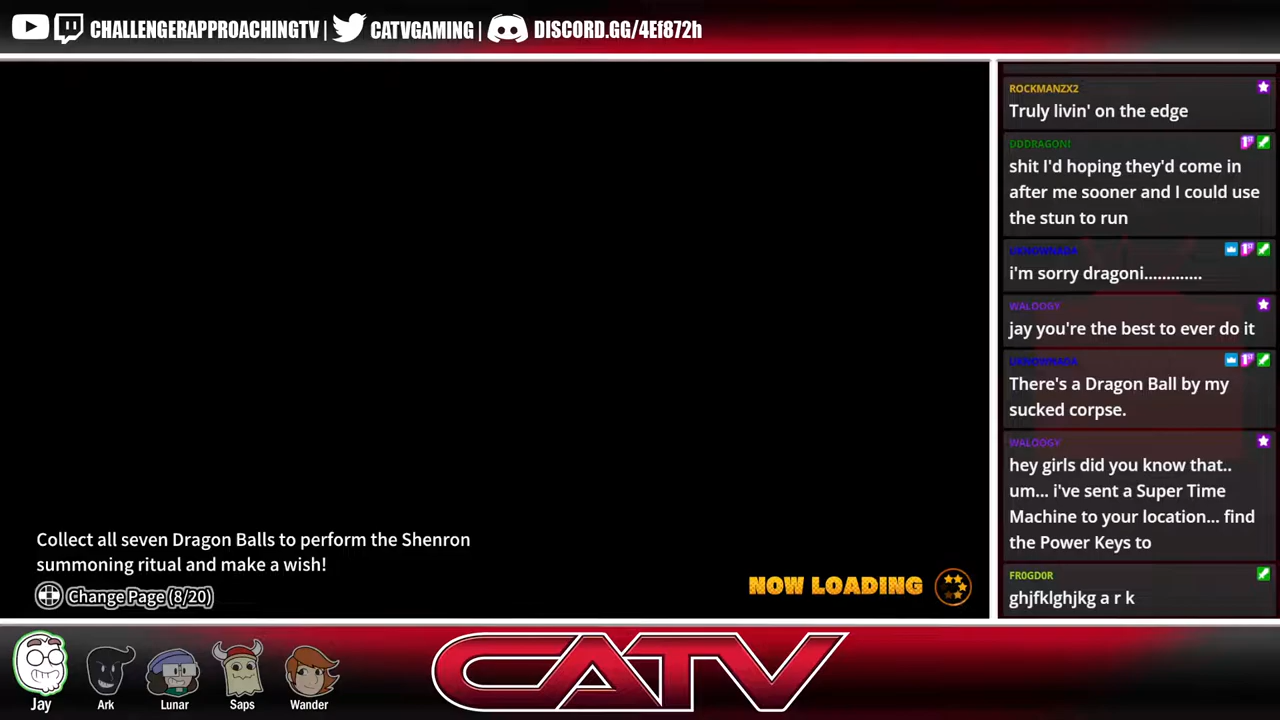 CHALLENGERAPPROACHINGTV | CATVGAMING | DISCORD.GG/4Ef872h
ROCKMANZX2
Truly livin' on the edge
DDDRAGONI
shit I'd hoping they'd come in
after me sooner and I could use
the stun to run
i'm sorry dragoni.............
WALOOGY
jay you're the best to ever do it
There's a Dragon Ball by my
sucked corpse.
WALOOGY
hey girls did you know that..
um... i've sent a Super Time
Machine to your location... find
the Power Keys to
FR0GD0R
ghjfklghjkg a r k
Collect all seven Dragon Balls to perform the Shenron
summoning ritual and make a wish!
Change Page (8/20)
NOW LOADING
Jay
Ark
Lunar
Saps
Wander
CATV